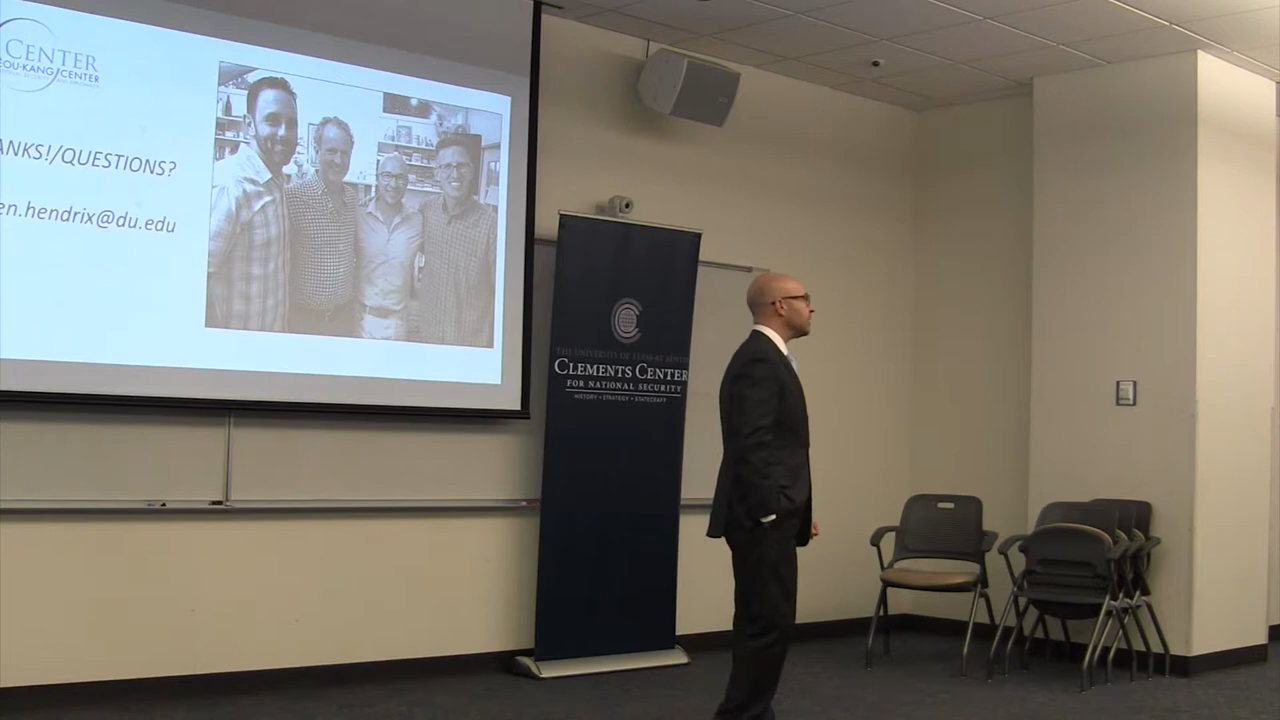 CENTER
OU-KANG CENTER
ANKS!/QUESTIONS?
en.hendrix@du.edu
THE UNIVERSITY OF TEXAS AT AUSTIN
CLEMENTS CENTER
FOR NATIONAL SECURITY
HISTORY • STRATEGY • STATECRAFT